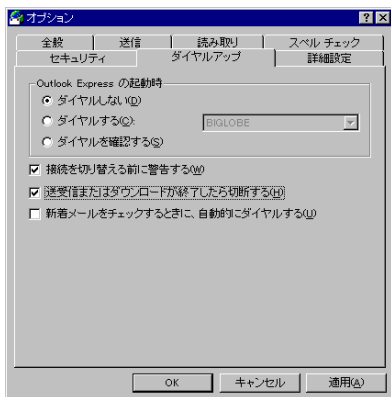 オプション
全般 送信 読み取り スペル チェック
セキュリティ ダイヤルアップ 詳細設定
Outlook Express の起動時
ダイヤルしない(D)
ダイヤルする(C): BIGLOBE
ダイヤルを確認する(S)
接続を切り替える前に警告する(W)
送受信またはダウンロードが終了したら切断する(H)
新着メールをチェックするときに、自動的にダイヤルする(U)
OK キャンセル 適用(A)